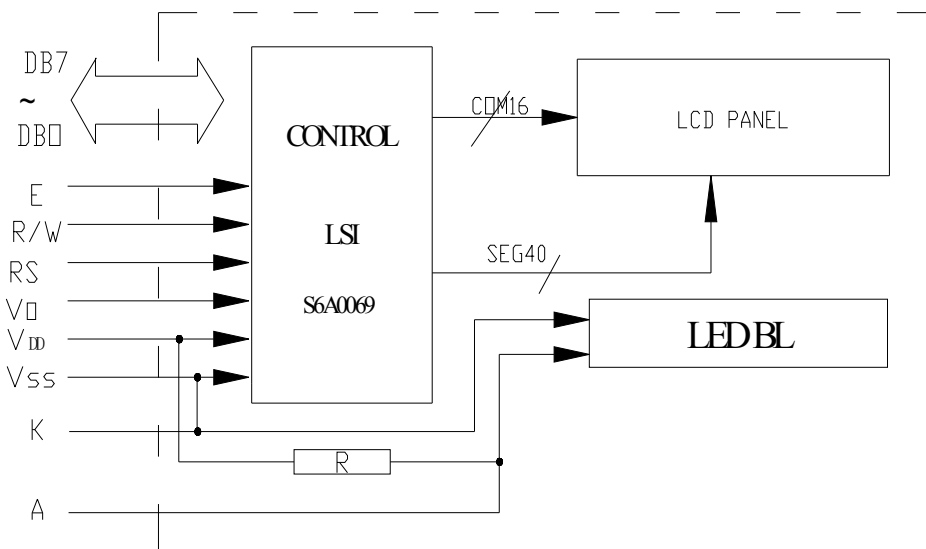 DB7
~
DB0
E
R/W
RS
V0
VDD
Vss
K
A
CONTROL
LSI
S6A0069
COM16
SEG40
LCD PANEL
LED BL
R